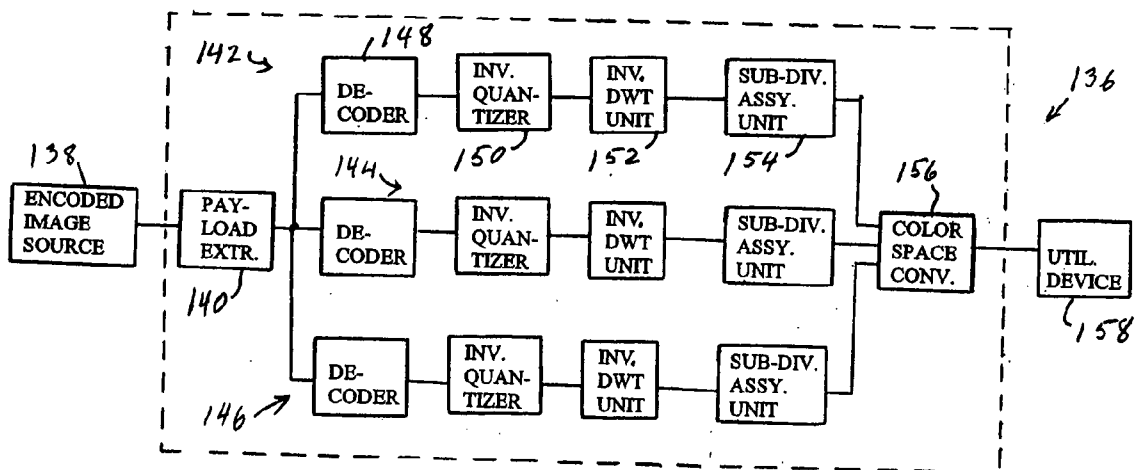 142
148
DE-
CODER
INV.
QUAN-
TIZER
150
INV.
DWT
UNIT
152
SUB-DIV.
ASSY.
UNIT
154
136
138
ENCODED
IMAGE
SOURCE
PAY-
LOAD
EXTR.
140
144
DE-
CODER
INV.
QUAN-
TIZER
INV.
DWT
UNIT
SUB-DIV.
ASSY.
UNIT
156
COLOR
SPACE
CONV.
UTIL.
DEVICE
158
146
DE-
CODER
INV.
QUAN-
TIZER
INV.
DWT
UNIT
SUB-DIV.
ASSY.
UNIT